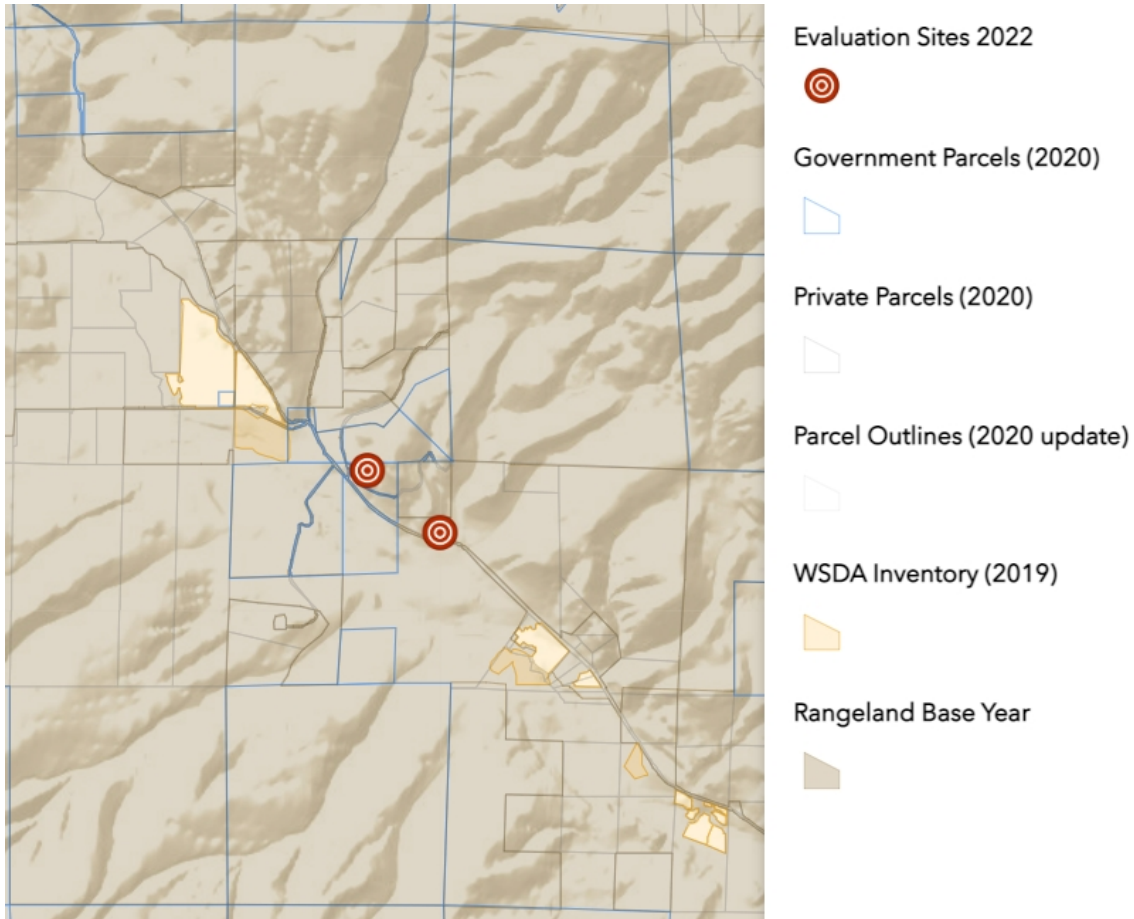 Evaluation Sites 2022
Government Parcels (2020)
Private Parcels (2020)
Parcel Outlines (2020 update)
WSDA Inventory (2019)
Rangeland Base Year